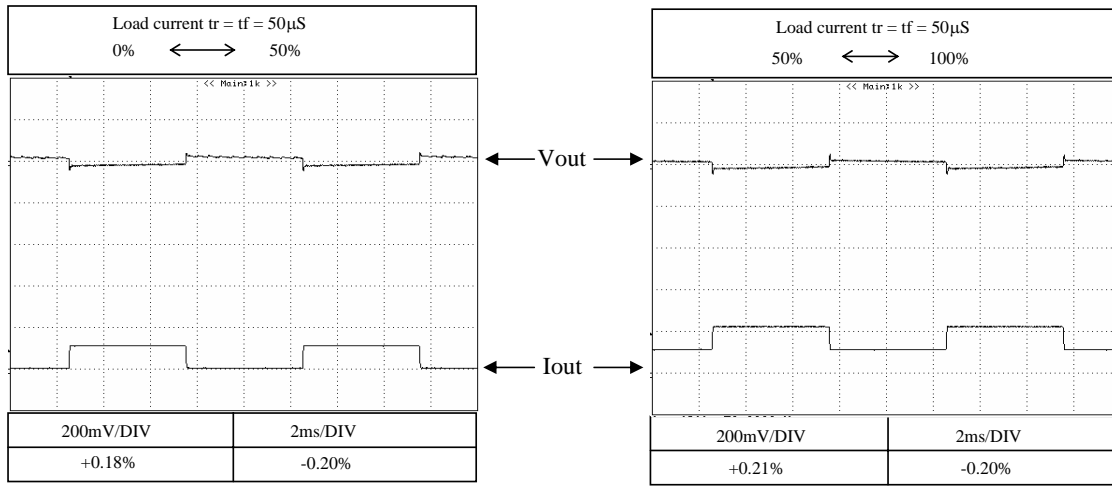 Load current tr = tf = 50µS
0% ⟷ 50%
<< Main:1k >>
200mV/DIV 2ms/DIV
+0.18% -0.20%
Vout
Iout
Load current tr = tf = 50µS
50% ⟷ 100%
<< Main:1k >>
200mV/DIV 2ms/DIV
+0.21% -0.20%